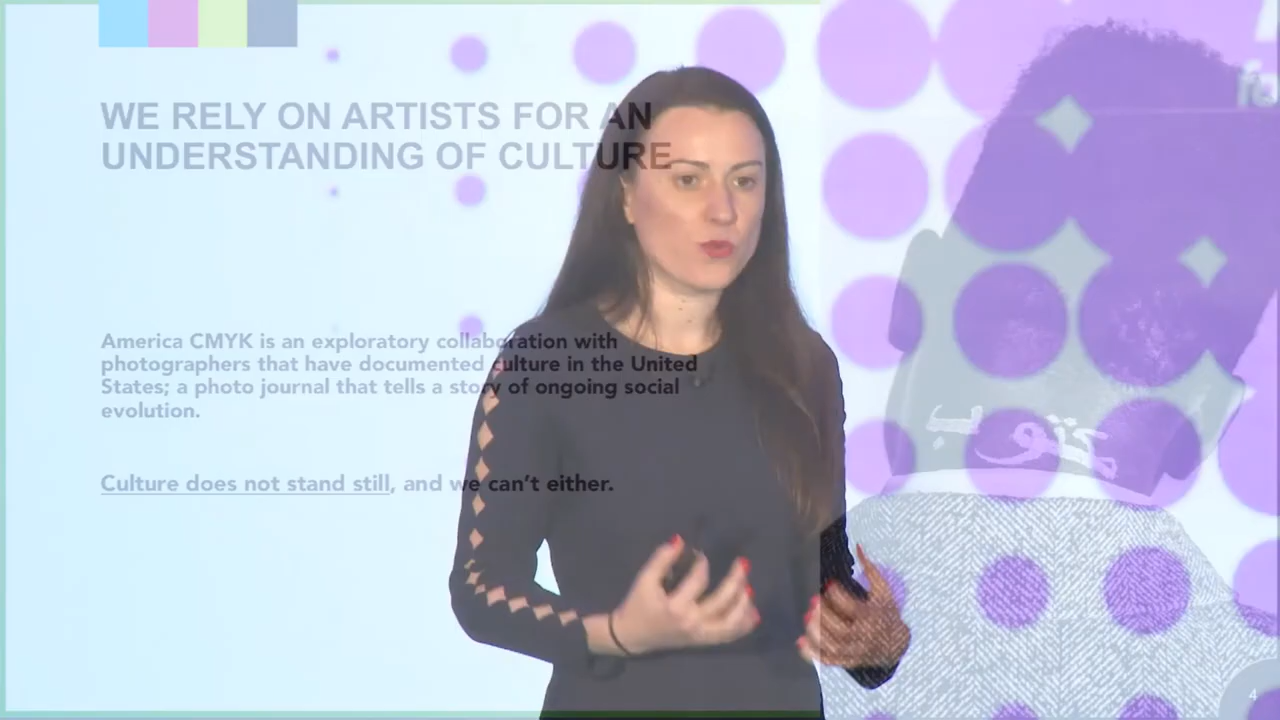 WE RELY ON ARTISTS FOR AN
UNDERSTANDING OF CULTURE
America CMYK is an exploratory collaboration with
photographers that have documented culture in the United
States; a photo journal that tells a story of ongoing social
evolution.
Culture does not stand still, and we can’t either.
4